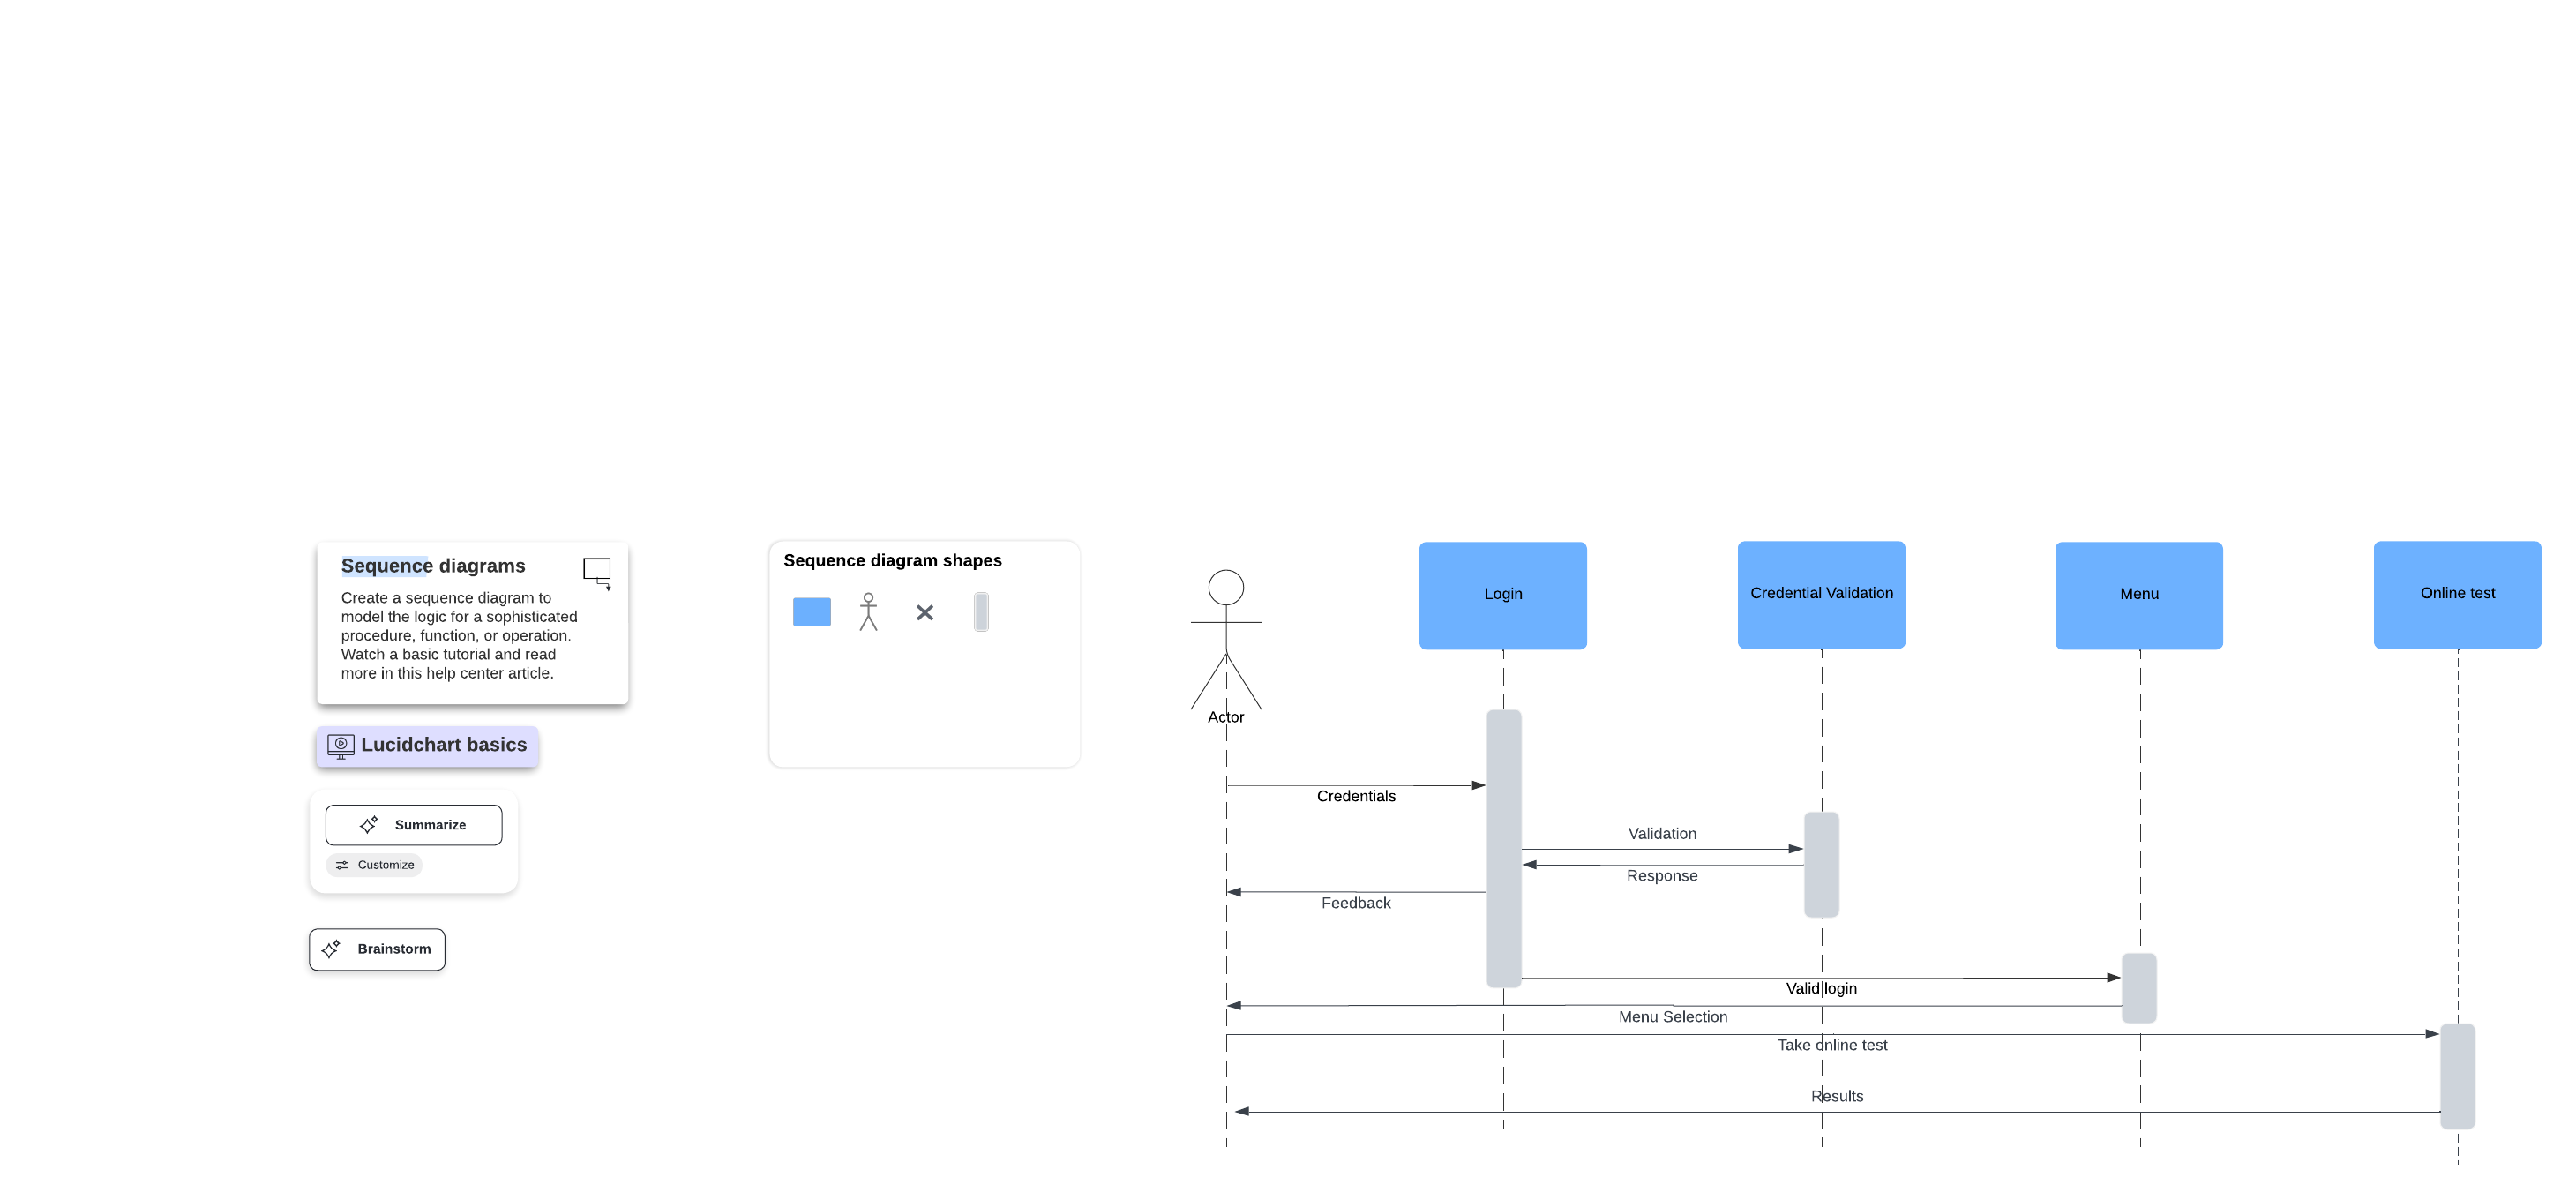 Sequence diagrams
Create a sequence diagram to
model the logic for a sophisticated
procedure, function, or operation.
Watch a basic tutorial and read
more in this help center article.
Lucidchart basics
Summarize
Customize
Brainstorm
Sequence diagram shapes
Actor
Login
Credential Validation
Menu
Online test
Credentials
Validation
Response
Feedback
Valid login
Menu Selection
Take online test
Results